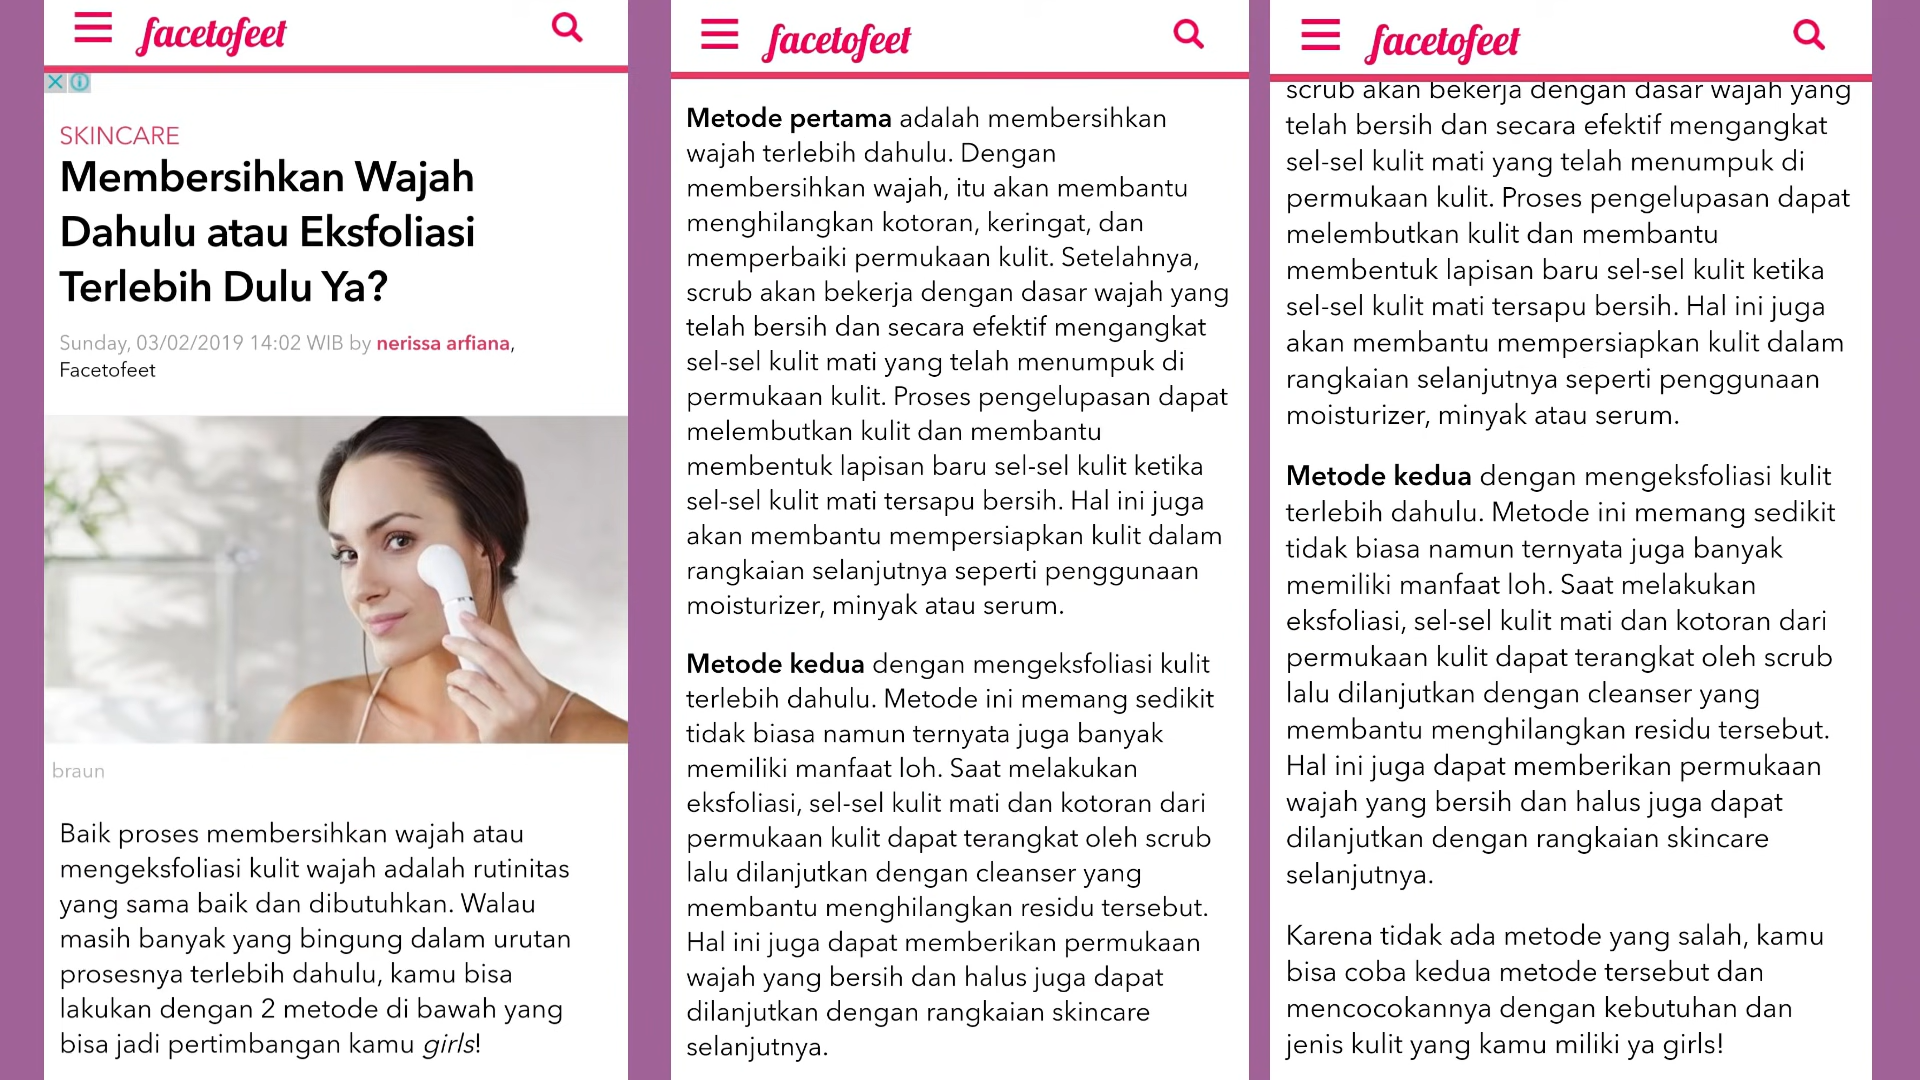 facetofeet
SKINCARE
Membersihkan Wajah
Dahulu atau Eksfoliasi
Terlebih Dulu Ya?
Sunday, 03/02/2019 14:02 WIB by nerissa arfiana,
Facetofeet
braun
Baik proses membersihkan wajah atau
mengeksfoliasi kulit wajah adalah rutinitas
yang sama baik dan dibutuhkan. Walau
masih banyak yang bingung dalam urutan
prosesnya terlebih dahulu, kamu bisa
lakukan dengan 2 metode di bawah yang
bisa jadi pertimbangan kamu girls!
facetofeet
Metode pertama adalah membersihkan
wajah terlebih dahulu. Dengan
membersihkan wajah, itu akan membantu
menghilangkan kotoran, keringat, dan
memperbaiki permukaan kulit. Setelahnya,
scrub akan bekerja dengan dasar wajah yang
telah bersih dan secara efektif mengangkat
sel-sel kulit mati yang telah menumpuk di
permukaan kulit. Proses pengelupasan dapat
melembutkan kulit dan membantu
membentuk lapisan baru sel-sel kulit ketika
sel-sel kulit mati tersapu bersih. Hal ini juga
akan membantu mempersiapkan kulit dalam
rangkaian selanjutnya seperti penggunaan
moisturizer, minyak atau serum.
Metode kedua dengan mengeksfoliasi kulit
terlebih dahulu. Metode ini memang sedikit
tidak biasa namun ternyata juga banyak
memiliki manfaat loh. Saat melakukan
eksfoliasi, sel-sel kulit mati dan kotoran dari
permukaan kulit dapat terangkat oleh scrub
lalu dilanjutkan dengan cleanser yang
membantu menghilangkan residu tersebut.
Hal ini juga dapat memberikan permukaan
wajah yang bersih dan halus juga dapat
dilanjutkan dengan rangkaian skincare
selanjutnya.
facetofeet
scrub akan bekerja dengan dasar wajah yang
telah bersih dan secara efektif mengangkat
sel-sel kulit mati yang telah menumpuk di
permukaan kulit. Proses pengelupasan dapat
melembutkan kulit dan membantu
membentuk lapisan baru sel-sel kulit ketika
sel-sel kulit mati tersapu bersih. Hal ini juga
akan membantu mempersiapkan kulit dalam
rangkaian selanjutnya seperti penggunaan
moisturizer, minyak atau serum.
Metode kedua dengan mengeksfoliasi kulit
terlebih dahulu. Metode ini memang sedikit
tidak biasa namun ternyata juga banyak
memiliki manfaat loh. Saat melakukan
eksfoliasi, sel-sel kulit mati dan kotoran dari
permukaan kulit dapat terangkat oleh scrub
lalu dilanjutkan dengan cleanser yang
membantu menghilangkan residu tersebut.
Hal ini juga dapat memberikan permukaan
wajah yang bersih dan halus juga dapat
dilanjutkan dengan rangkaian skincare
selanjutnya.
Karena tidak ada metode yang salah, kamu
bisa coba kedua metode tersebut dan
mencocokannya dengan kebutuhan dan
jenis kulit yang kamu miliki ya girls!